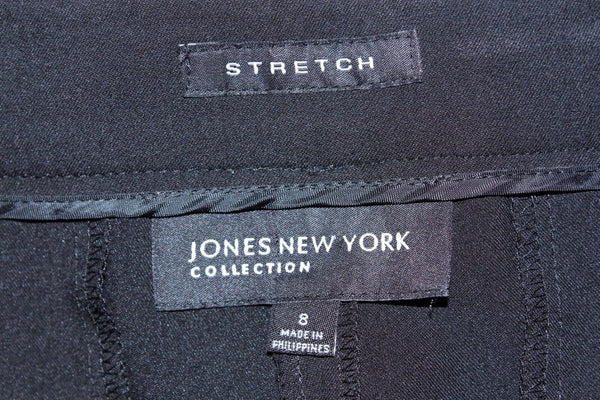 STRETCH
JONES NEW YORK
COLLECTION
8
MADE IN
PHILIPPINES